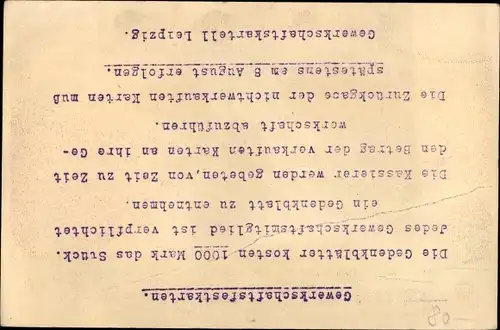 Gewerkschaftsfestkarten.
Die Gedenkblätter kosten 1000 Mark das Stück.
Jedes Gewerkschaftsmitglied ist verpflichtet
ein Gedenkblatt zu entnehmen.
Die Kassierer werden gebeten, von Zeit zu Zeit
den Betrag der verkauften Karten an ihre Ge-
werkschaft abzuführen.
Die Zurückgabe der nichtverkauften Karten muß
spätestens am 8 August erfolgen.
Gewerkschaftskartell Leipzig.